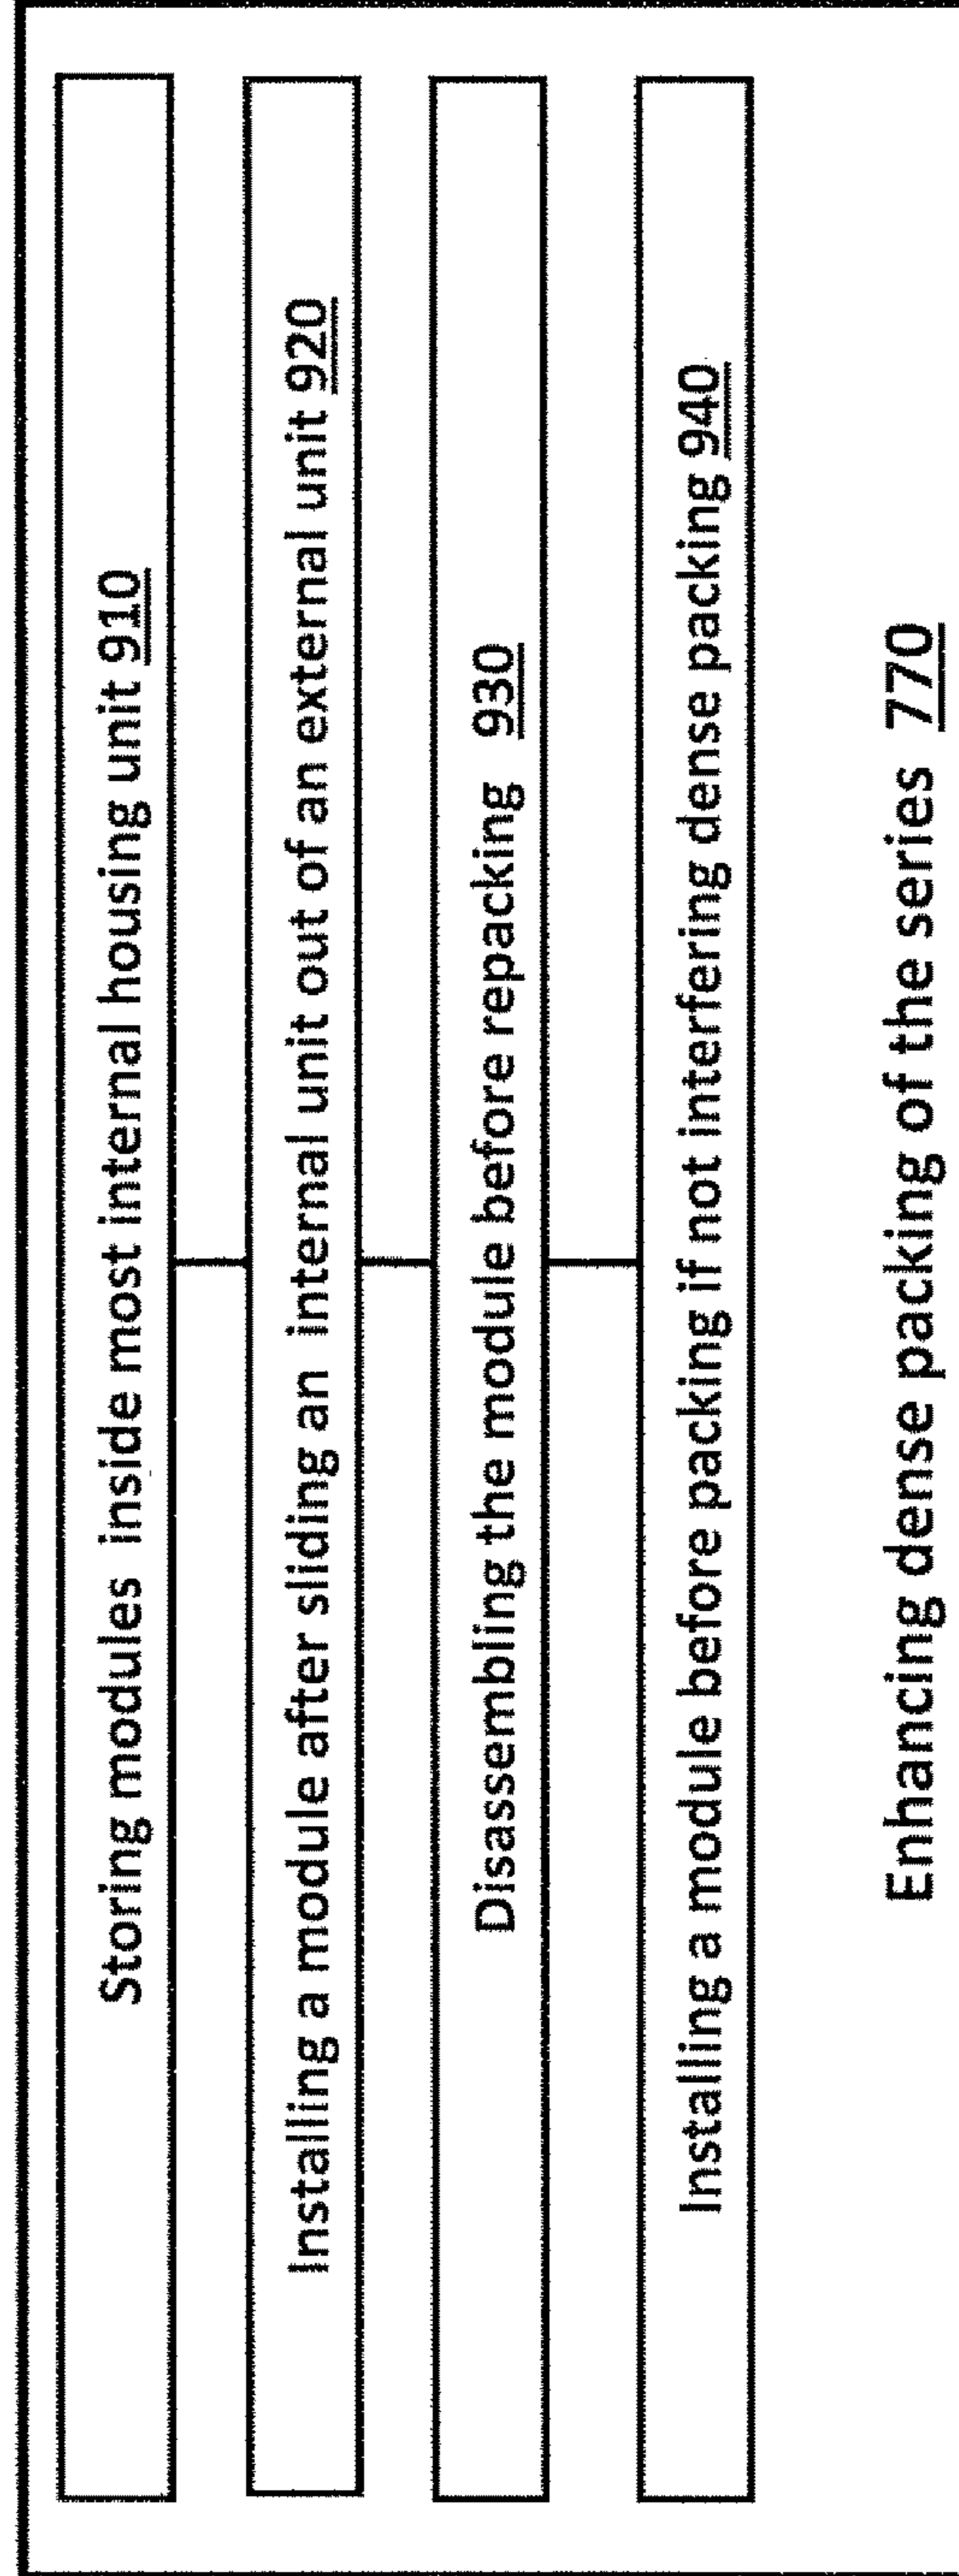 Storing modules inside most internal housing unit 910
Installing a module after sliding an internal unit out of an external unit 920
Disassembling the module before repacking 930
Installing a module before packing if not interfering dense packing 940
Enhancing dense packing of the series 770